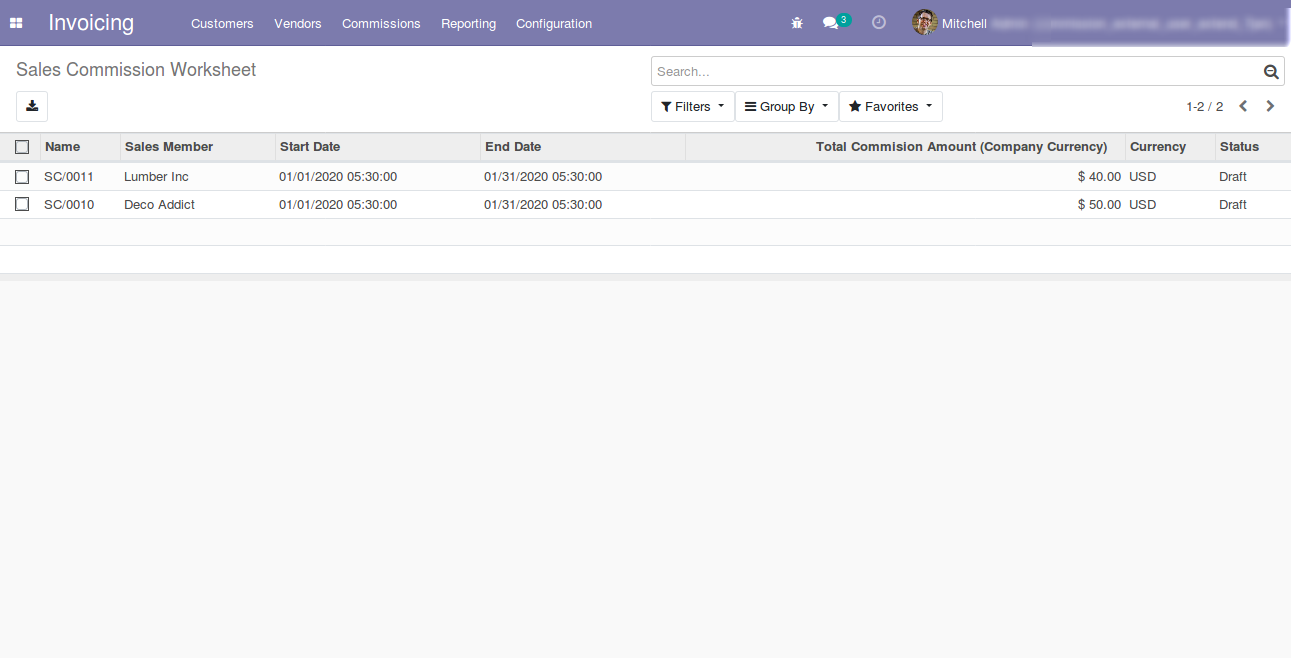 Invoicing Customers Vendors Commissions Reporting Configuration 3 Mitchell
Sales Commission Worksheet Search...
Filters Group By Favorites 1-2 / 2
Name Sales Member Start Date End Date Total Commision Amount (Company Currency) Currency Status
SC/0011 Lumber Inc 01/01/2020 05:30:00 01/31/2020 05:30:00 $ 40.00 USD Draft
SC/0010 Deco Addict 01/01/2020 05:30:00 01/31/2020 05:30:00 $ 50.00 USD Draft